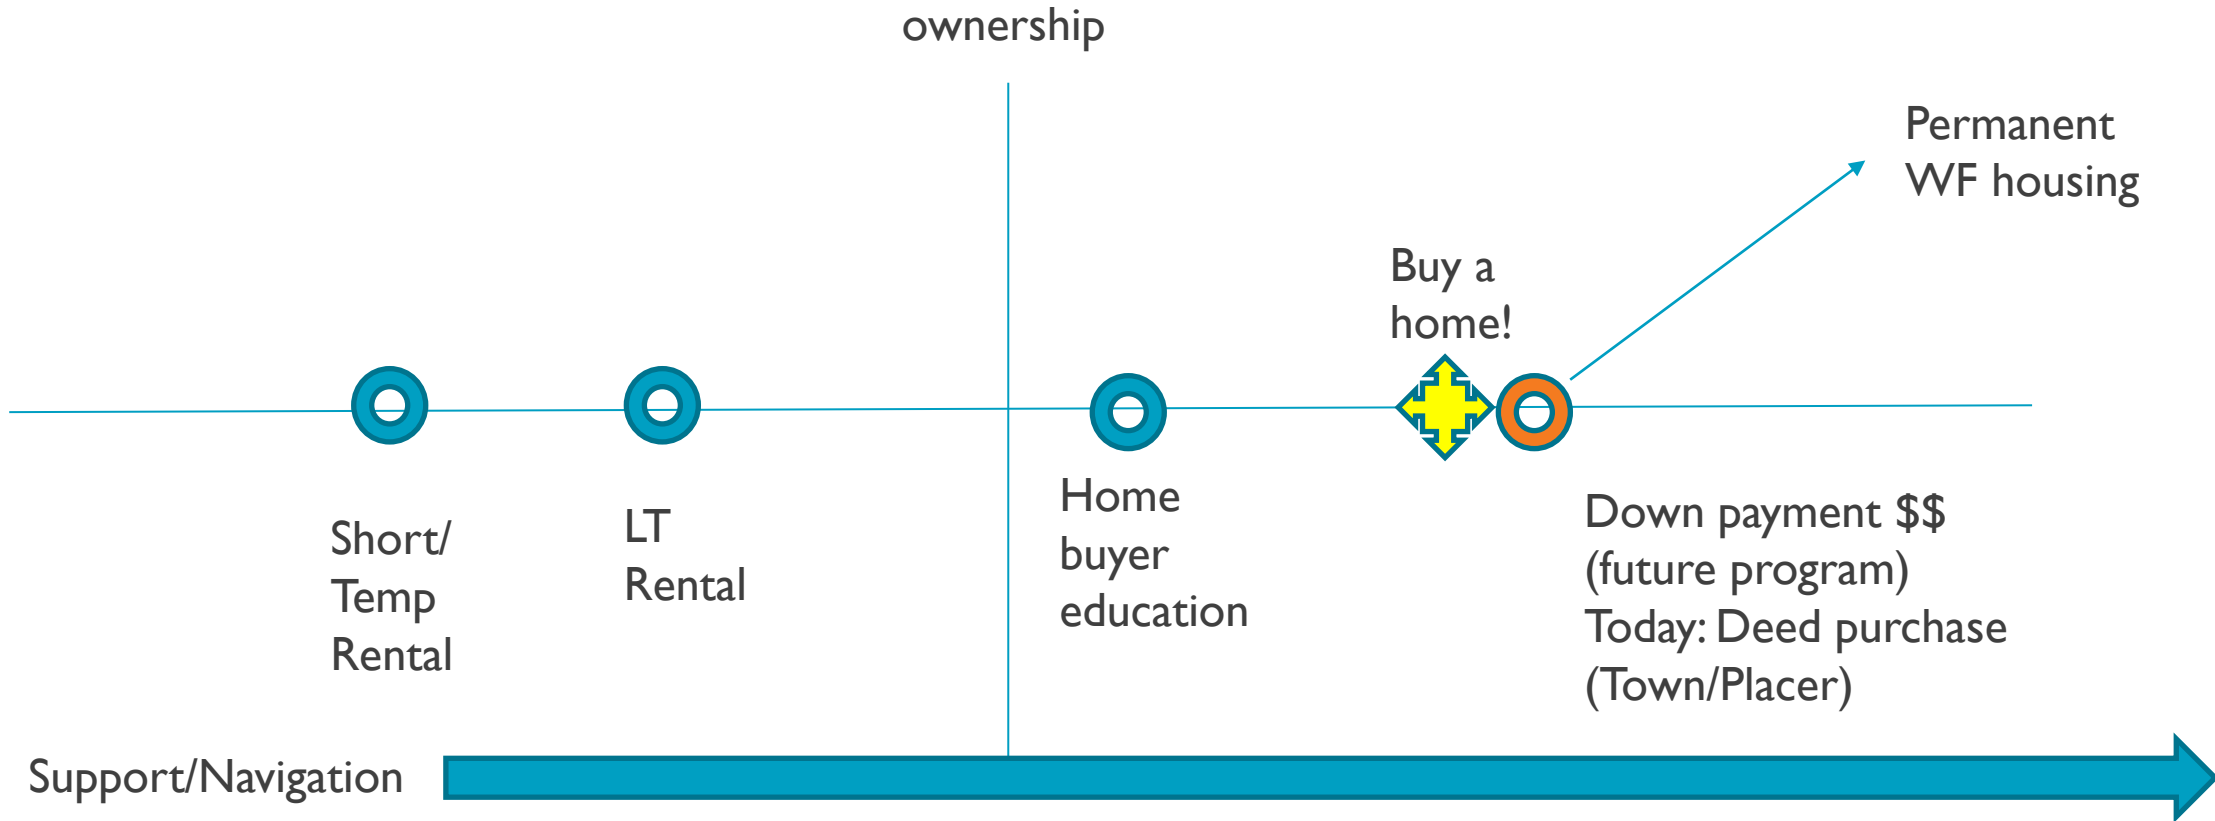 ownership
Permanent
WF housing
Buy a
home!
Short/
Temp
Rental
LT
Rental
Home
buyer
education
Down payment $$
(future program)
Today: Deed purchase
(Town/Placer)
Support/Navigation